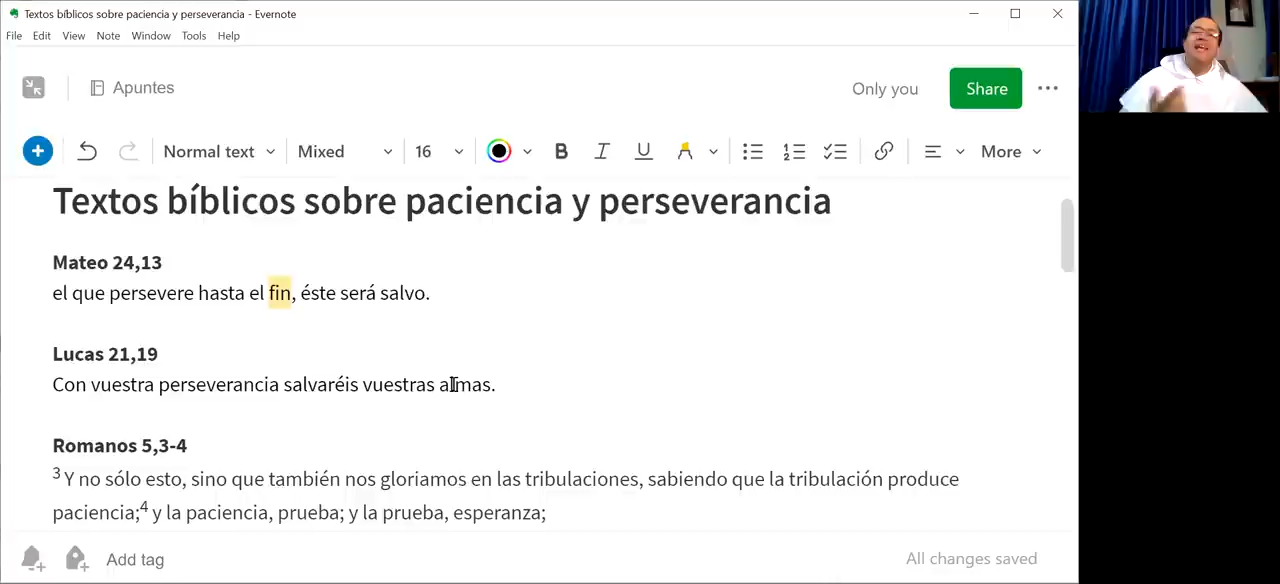 Textos bíblicos sobre paciencia y perseverancia - Evernote
File Edit View Note Window Tools Help
Apuntes Only you Share
Normal text Mixed 16 B I U A More
Textos bíblicos sobre paciencia y perseverancia
Mateo 24,13
el que persevere hasta el fin, éste será salvo.
Lucas 21,19
Con vuestra perseverancia salvaréis vuestras almas.
Romanos 5,3-4
3 Y no sólo esto, sino que también nos gloriamos en las tribulaciones, sabiendo que la tribulación produce
paciencia;4 y la paciencia, prueba; y la prueba, esperanza;
Add tag All changes saved